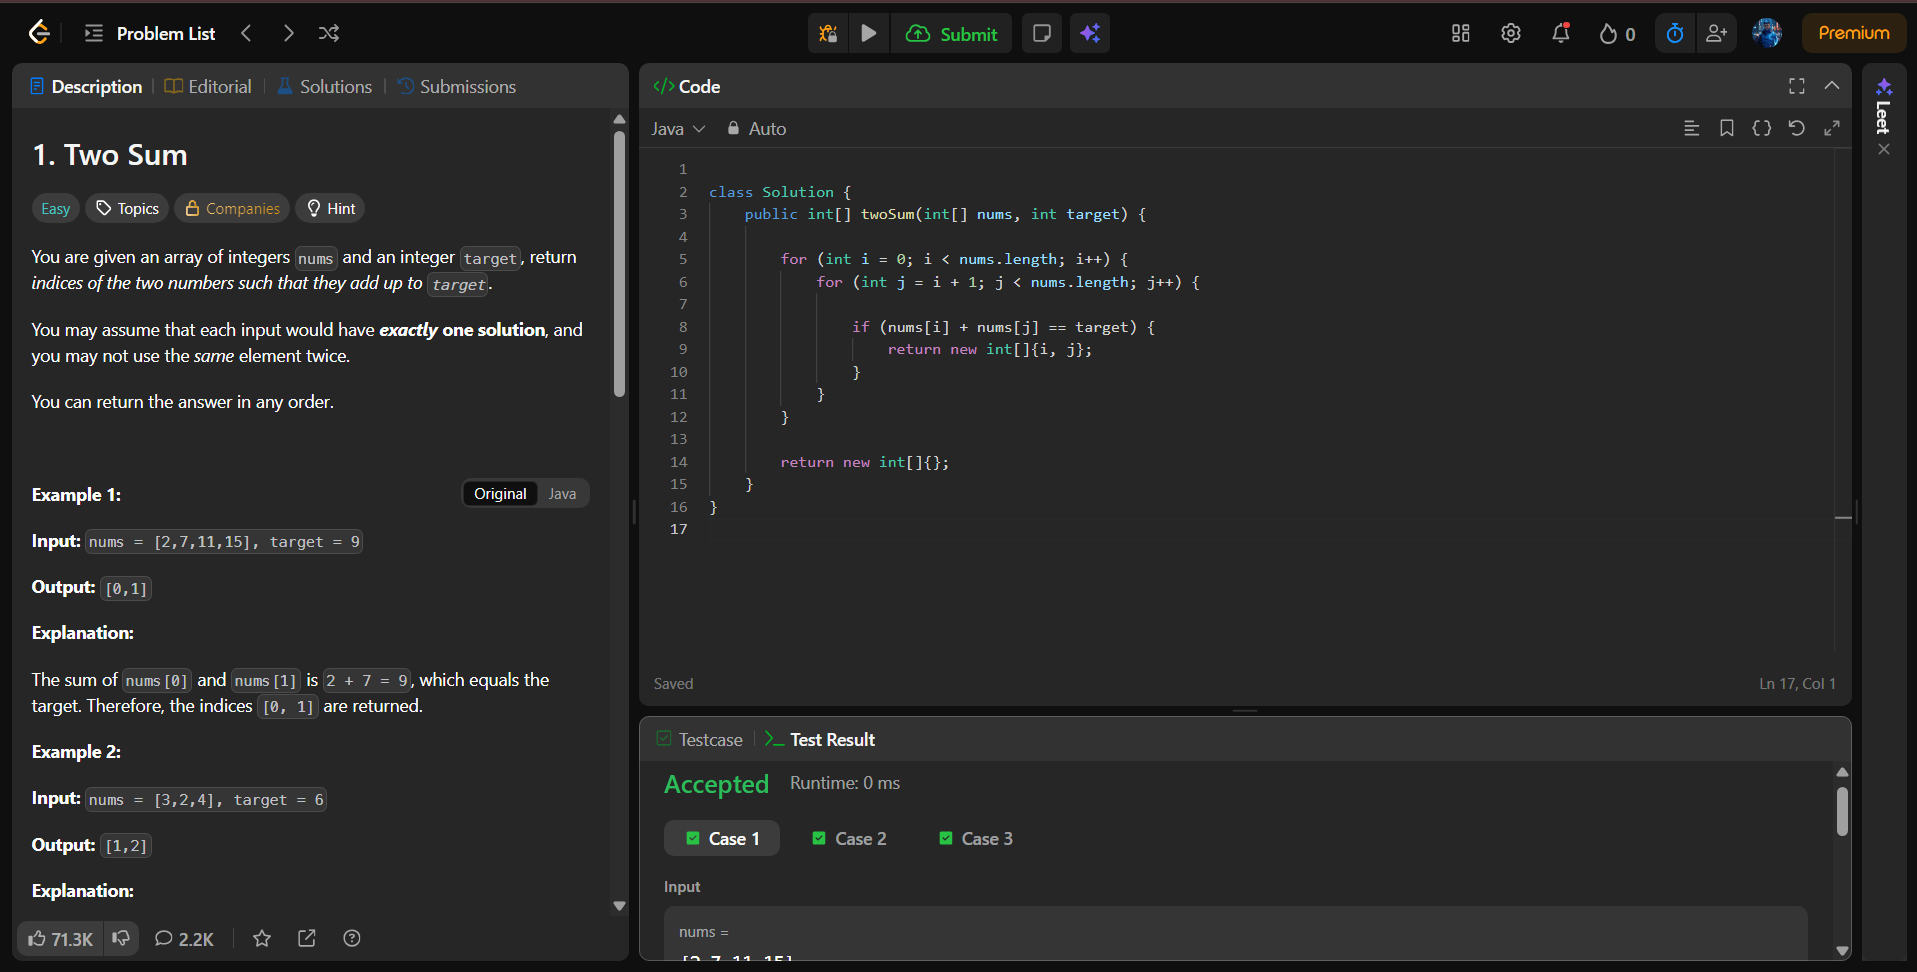 Problem List
Submit
0
Premium
Description
Editorial
Solutions
Submissions
1. Two Sum
Easy
Topics
Companies
Hint
You are given an array of integers nums and an integer target, return
indices of the two numbers such that they add up to target.
You may assume that each input would have exactly one solution, and
you may not use the same element twice.
You can return the answer in any order.
Example 1:
Original
Java
Input: nums = [2,7,11,15], target = 9
Output: [0,1]
Explanation:
The sum of nums[0] and nums[1] is 2 + 7 = 9, which equals the
target. Therefore, the indices [0, 1] are returned.
Example 2:
Input: nums = [3,2,4], target = 6
Output: [1,2]
Explanation:
71.3K
2.2K
</> Code
Java
Auto
1
2 class Solution {
3     public int[] twoSum(int[] nums, int target) {
4
5         for (int i = 0; i < nums.length; i++) {
6             for (int j = i + 1; j < nums.length; j++) {
7
8                 if (nums[i] + nums[j] == target) {
9                     return new int[]{i, j};
10                 }
11             }
12         }
13
14         return new int[]{};
15     }
16 }
17
Saved
Ln 17, Col 1
Testcase
Test Result
Accepted
Runtime: 0 ms
Case 1
Case 2
Case 3
Input
nums =
[2,7,11,15]
Leet